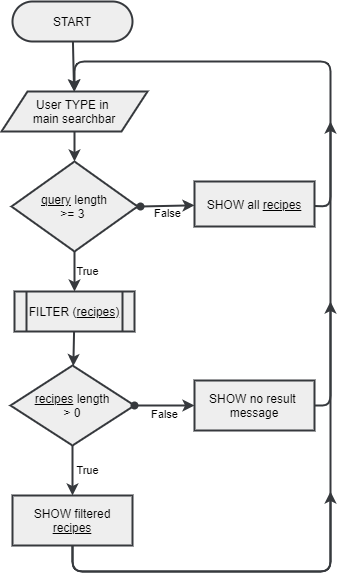 START
User TYPE in
main searchbar
query length
>= 3
False
SHOW all recipes
True
FILTER (recipes)
recipes length
> 0
False
SHOW no result
message
True
SHOW filtered
recipes